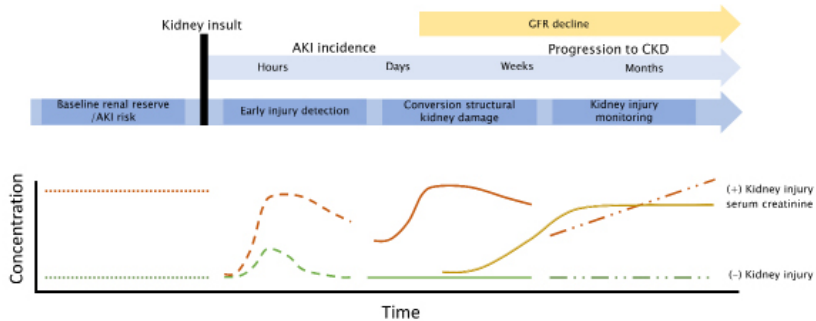 GFR decline
Kidney insult
AKI incidence
Progression to CKD
Hours
Days
Weeks
Months
Baseline renal reserve
/AKI risk
Early injury detection
Conversion structural
kidney damage
Kidney injury
monitoring
Concentration
(+) Kidney injury
serum creatinine
(–) Kidney injury
Time